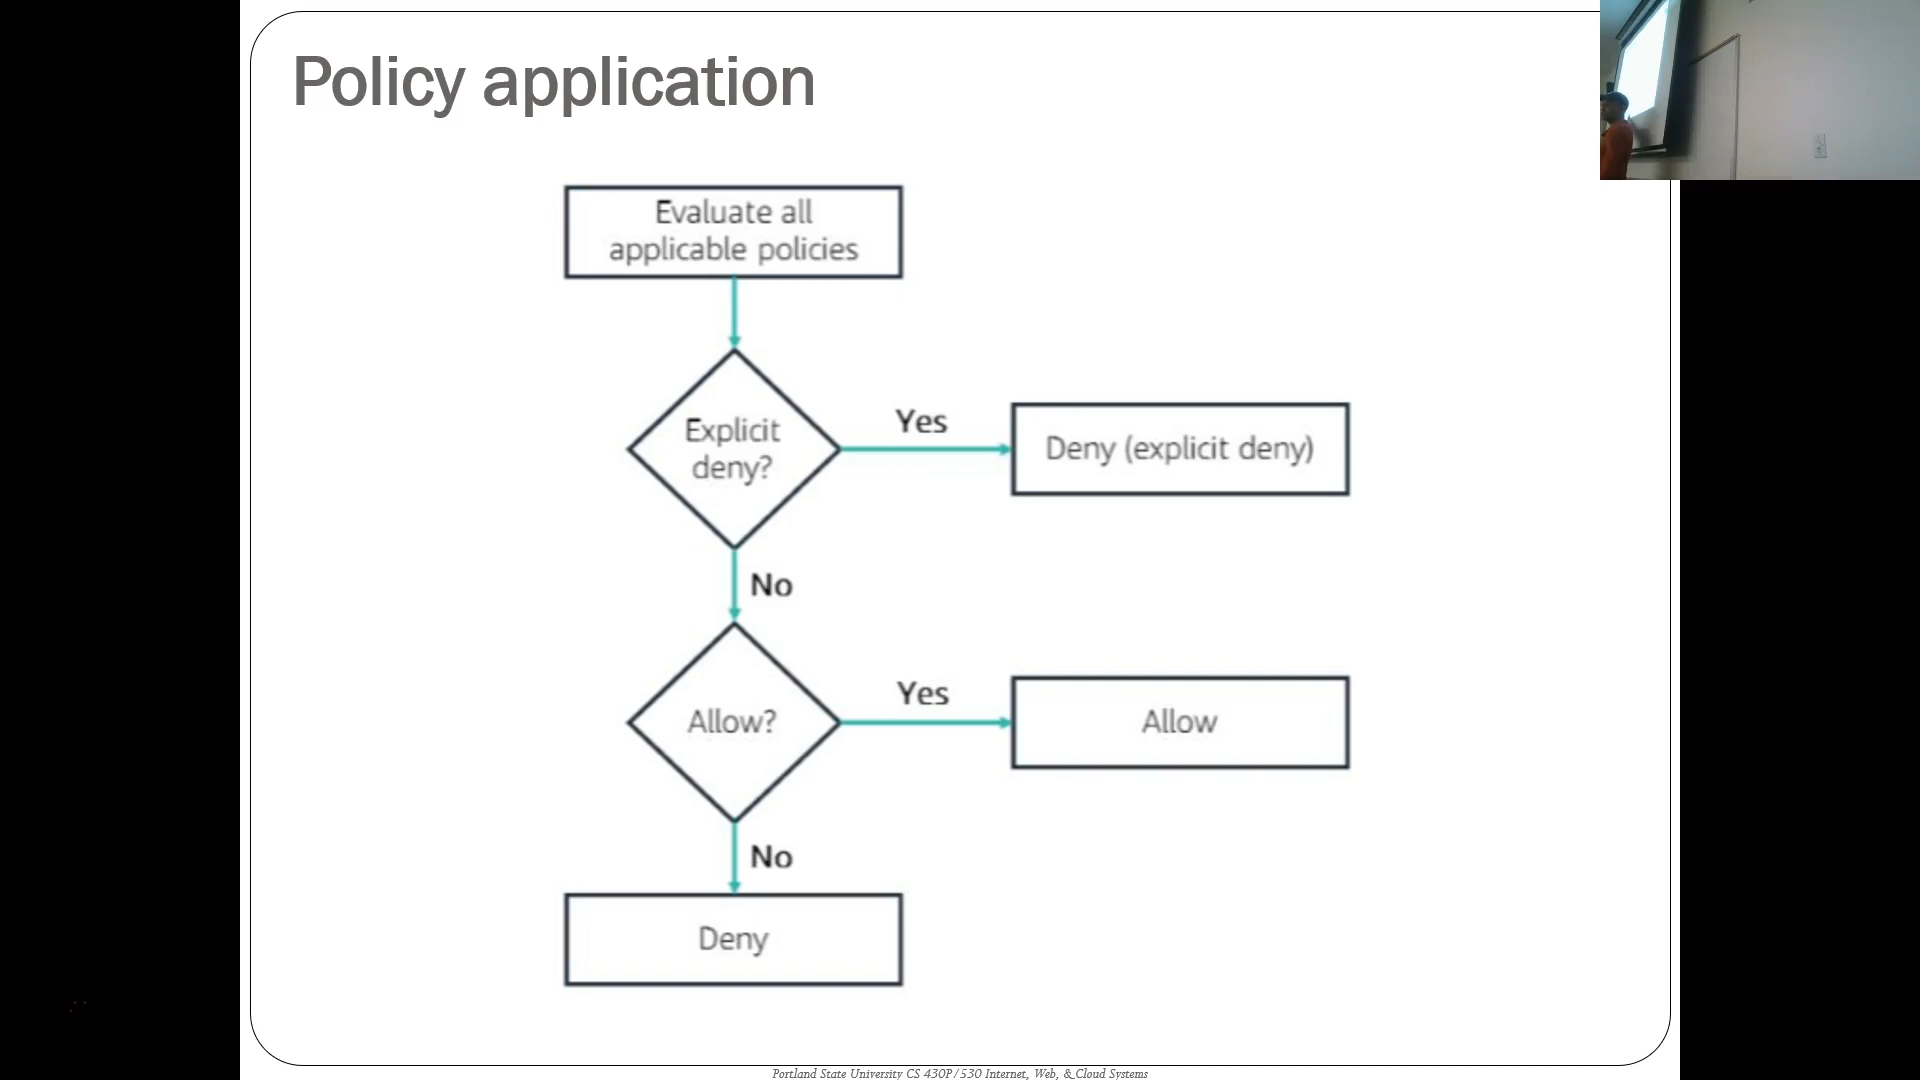 Policy application
Evaluate all
applicable policies
Explicit
deny?
Yes
Deny (explicit deny)
No
Allow?
Yes
Allow
No
Deny
Portland State University CS 430P/530 Internet, Web, & Cloud Systems